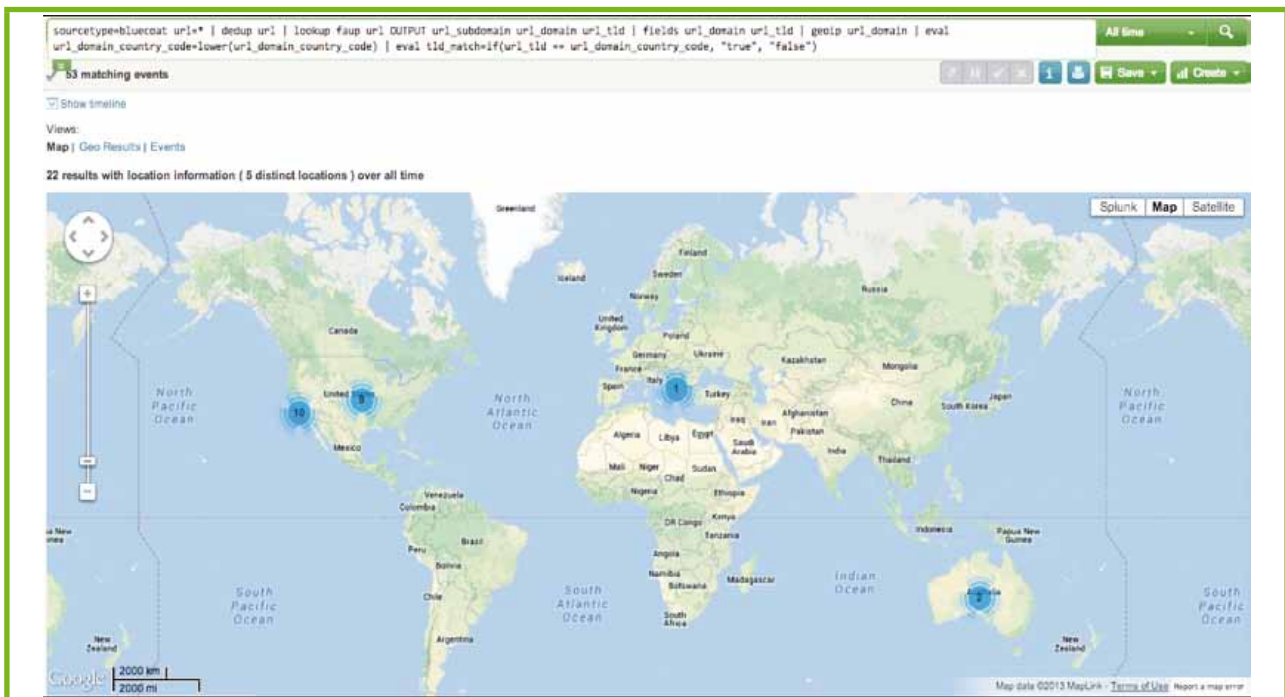 sourcetype=bluecoat url=* | dedup url | lookup faup url OUTPUT url_subdomain url_domain url_tld | fields url_domain url_tld | geoip url_domain | eval
url_domain_country_code=lower(url_domain_country_code) | eval tld_match=if(url_tld == url_domain_country_code, "true", "false")
All time
53 matching events
Save
Create
Show timeline
Views:
Map | Geo Results | Events
22 results with location information ( 5 distinct locations ) over all time
Splunk Map Satellite
Greenland
Finland
Iceland
Sweden
Russia
Norway
Canada
United Kingdom
Poland
Germany
Ukraine
Kazakhstan
Mongolia
France
Italy
Spain
Turkey
1
United
10
North Pacific Ocean
North Atlantic Ocean
China
South Korea
Japan
North Pacific Ocean
Iraq
Iran
Afghanistan
Pakistan
Algeria
Libya
Egypt
Saudi Arabia
Mexico
India
Thailand
Mali
Niger
Chad
Sudan
Venezuela
Colombia
Nigeria
Ethiopia
DR Congo
Kenya
Tanzania
Indonesia
Papua New Guinea
Peru
Brazil
Bolivia
Angola
Namibia
Botswana
Madagascar
Indian Ocean
2
South Pacific Ocean
Chile
South Atlantic Ocean
South Africa
South Pacific Ocean
Argentina
New Zealand
New Zealand
Google
2000 km
2000 mi
Map data ©2013 MapLink - Terms of Use Report a map error